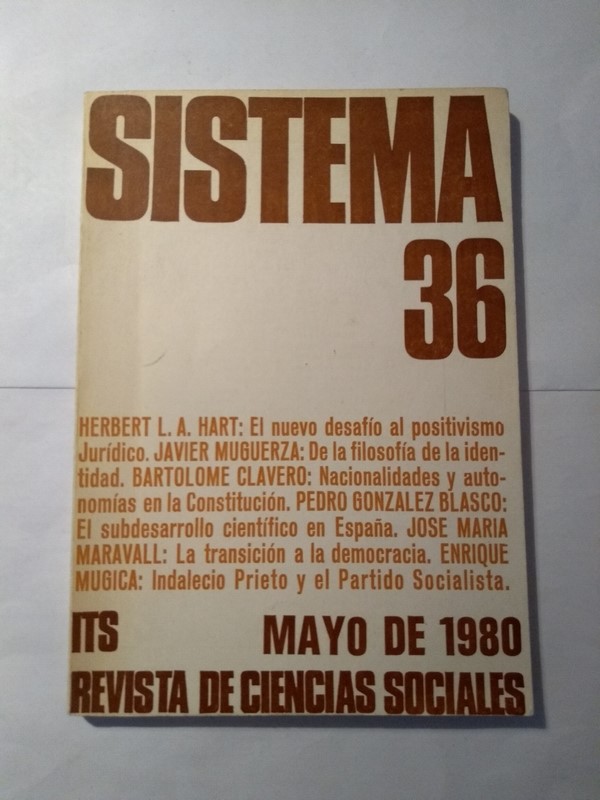 SISTEMA
36
HERBERT L. A. HART: El nuevo desafío al positivismo
Jurídico. JAVIER MUGUERZA: De la filosofía de la iden-
tidad. BARTOLOME CLAVERO: Nacionalidades y auto-
nomías en la Constitución. PEDRO GONZALEZ BLASCO:
El subdesarrollo científico en España. JOSE MARIA
MARAVALL: La transición a la democracia. ENRIQUE
MUGICA: Indalecio Prieto y el Partido Socialista.
ITS MAYO DE 1980
REVISTA DE CIENCIAS SOCIALES